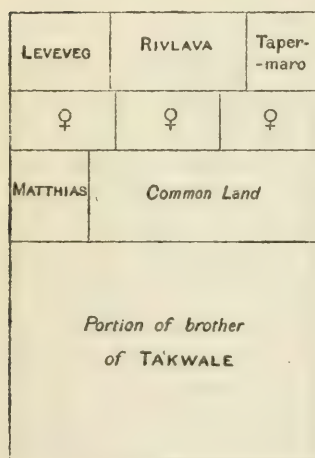 LEVEVEG RIVLAVA Taper-
-maro
♀ ♀ ♀
MATTHIAS Common Land
Portion of brother
of TA'KWALE